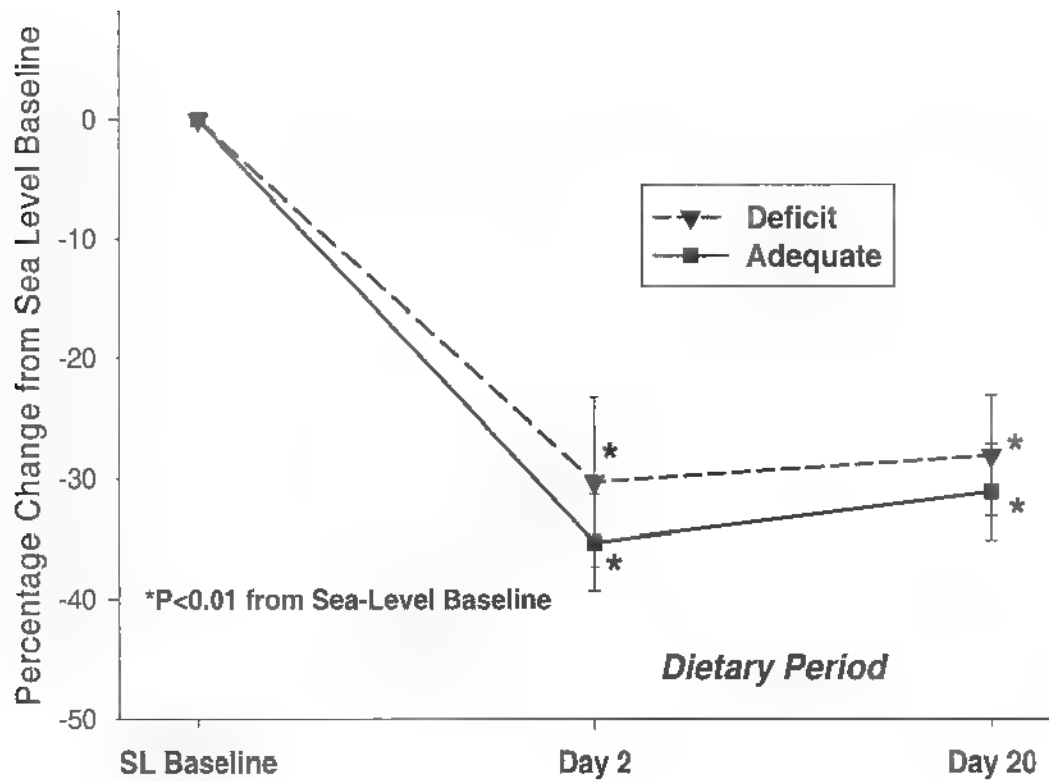 Percentage Change from Sea Level Baseline
0
-10
-20
-30
-40
-50
Deficit
Adequate
*
*
*
*
*P<0.01 from Sea-Level Baseline
Dietary Period
SL Baseline Day 2 Day 20